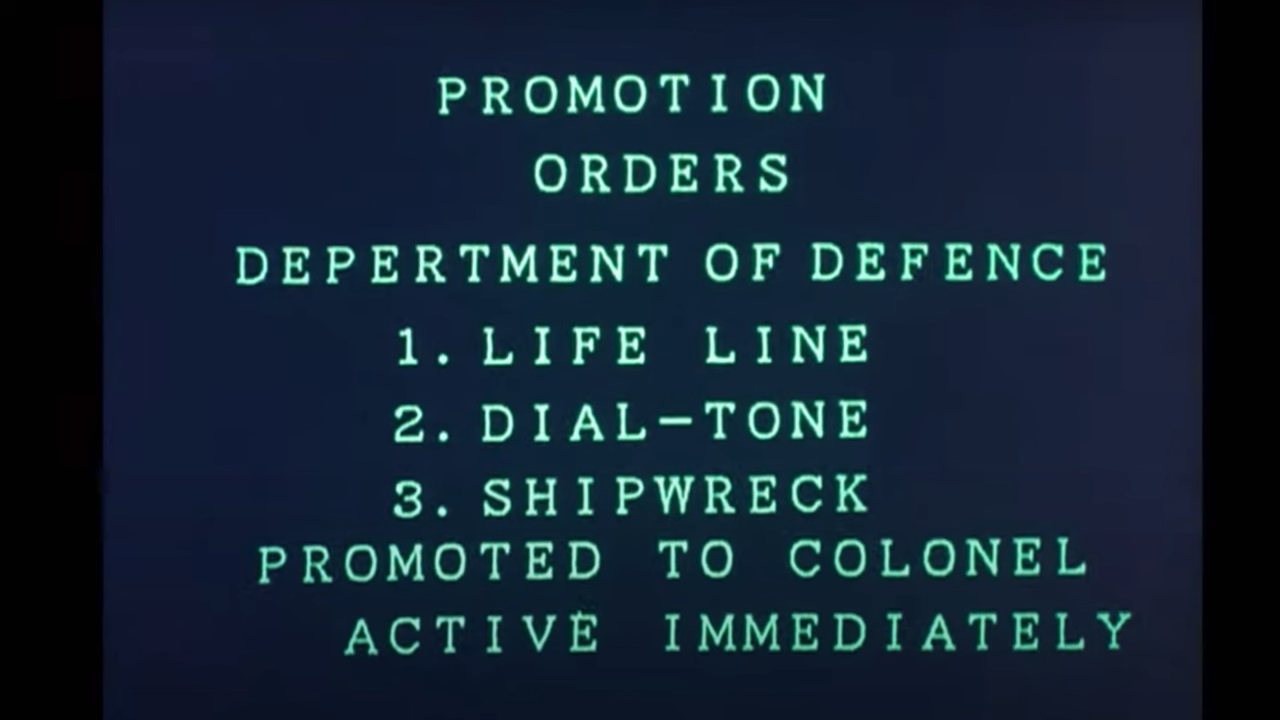 PROMOTION
ORDERS
DEPERTMENT OF DEFENCE
1. LIFE LINE
2. DIAL-TONE
3. SHIPWRECK
PROMOTED TO COLONEL
ACTIVE IMMEDIATELY